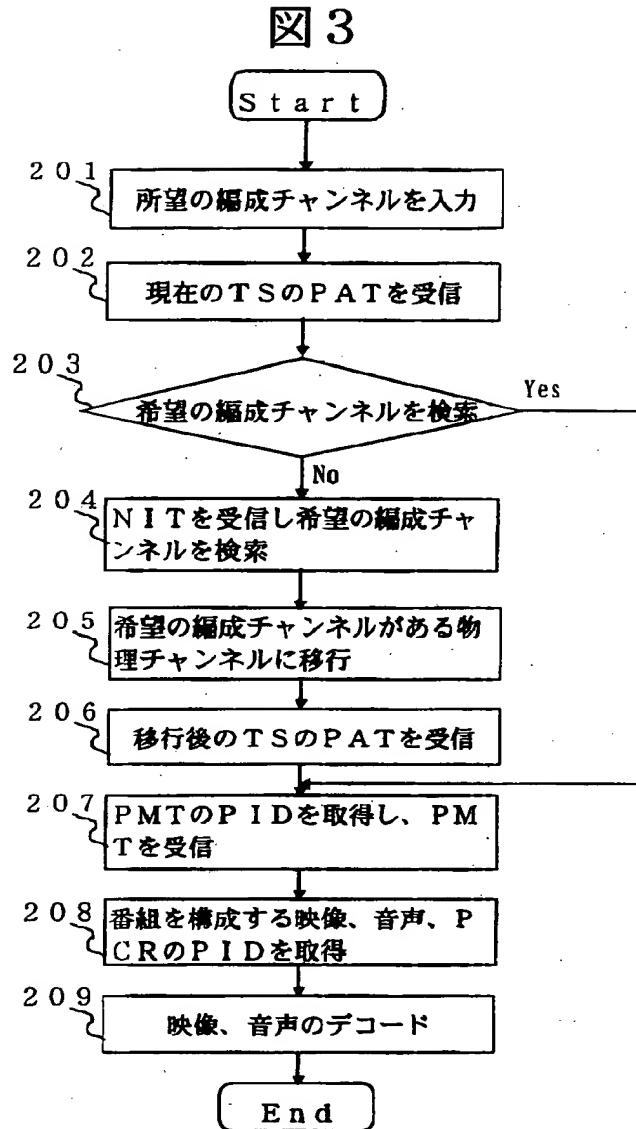 図3
Start
201
所望の編成チャンネルを入力
202
現在のTSのPATを受信
203
希望の編成チャンネルを検索
Yes
No
204
NITを受信し希望の編成チャ
ンネルを検索
205
希望の編成チャンネルがある物
理チャンネルに移行
206
移行後のTSのPATを受信
207
PMTのPIDを取得し、PM
Tを受信
208
番組を構成する映像、音声、P
CRのPIDを取得
209
映像、音声のデコード
End